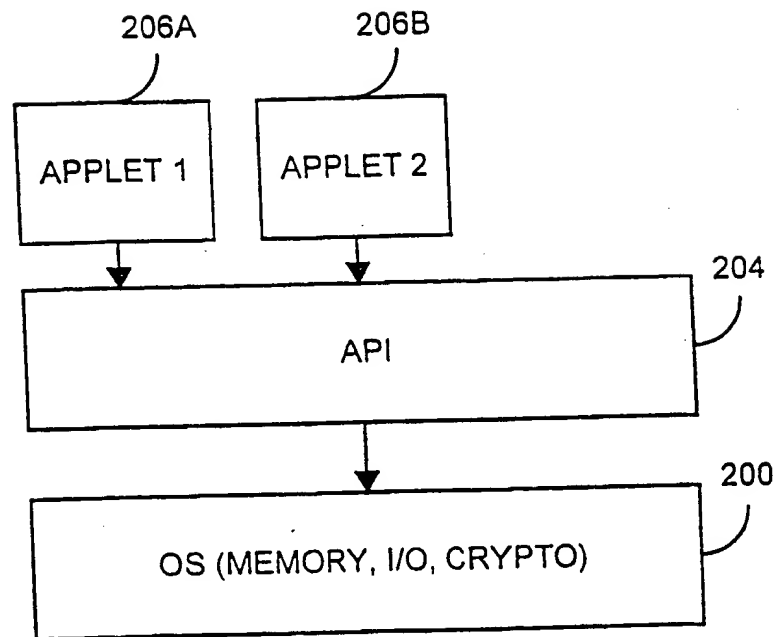 206A
206B
APPLET 1
APPLET 2
204
API
200
OS (MEMORY, I/O, CRYPTO)